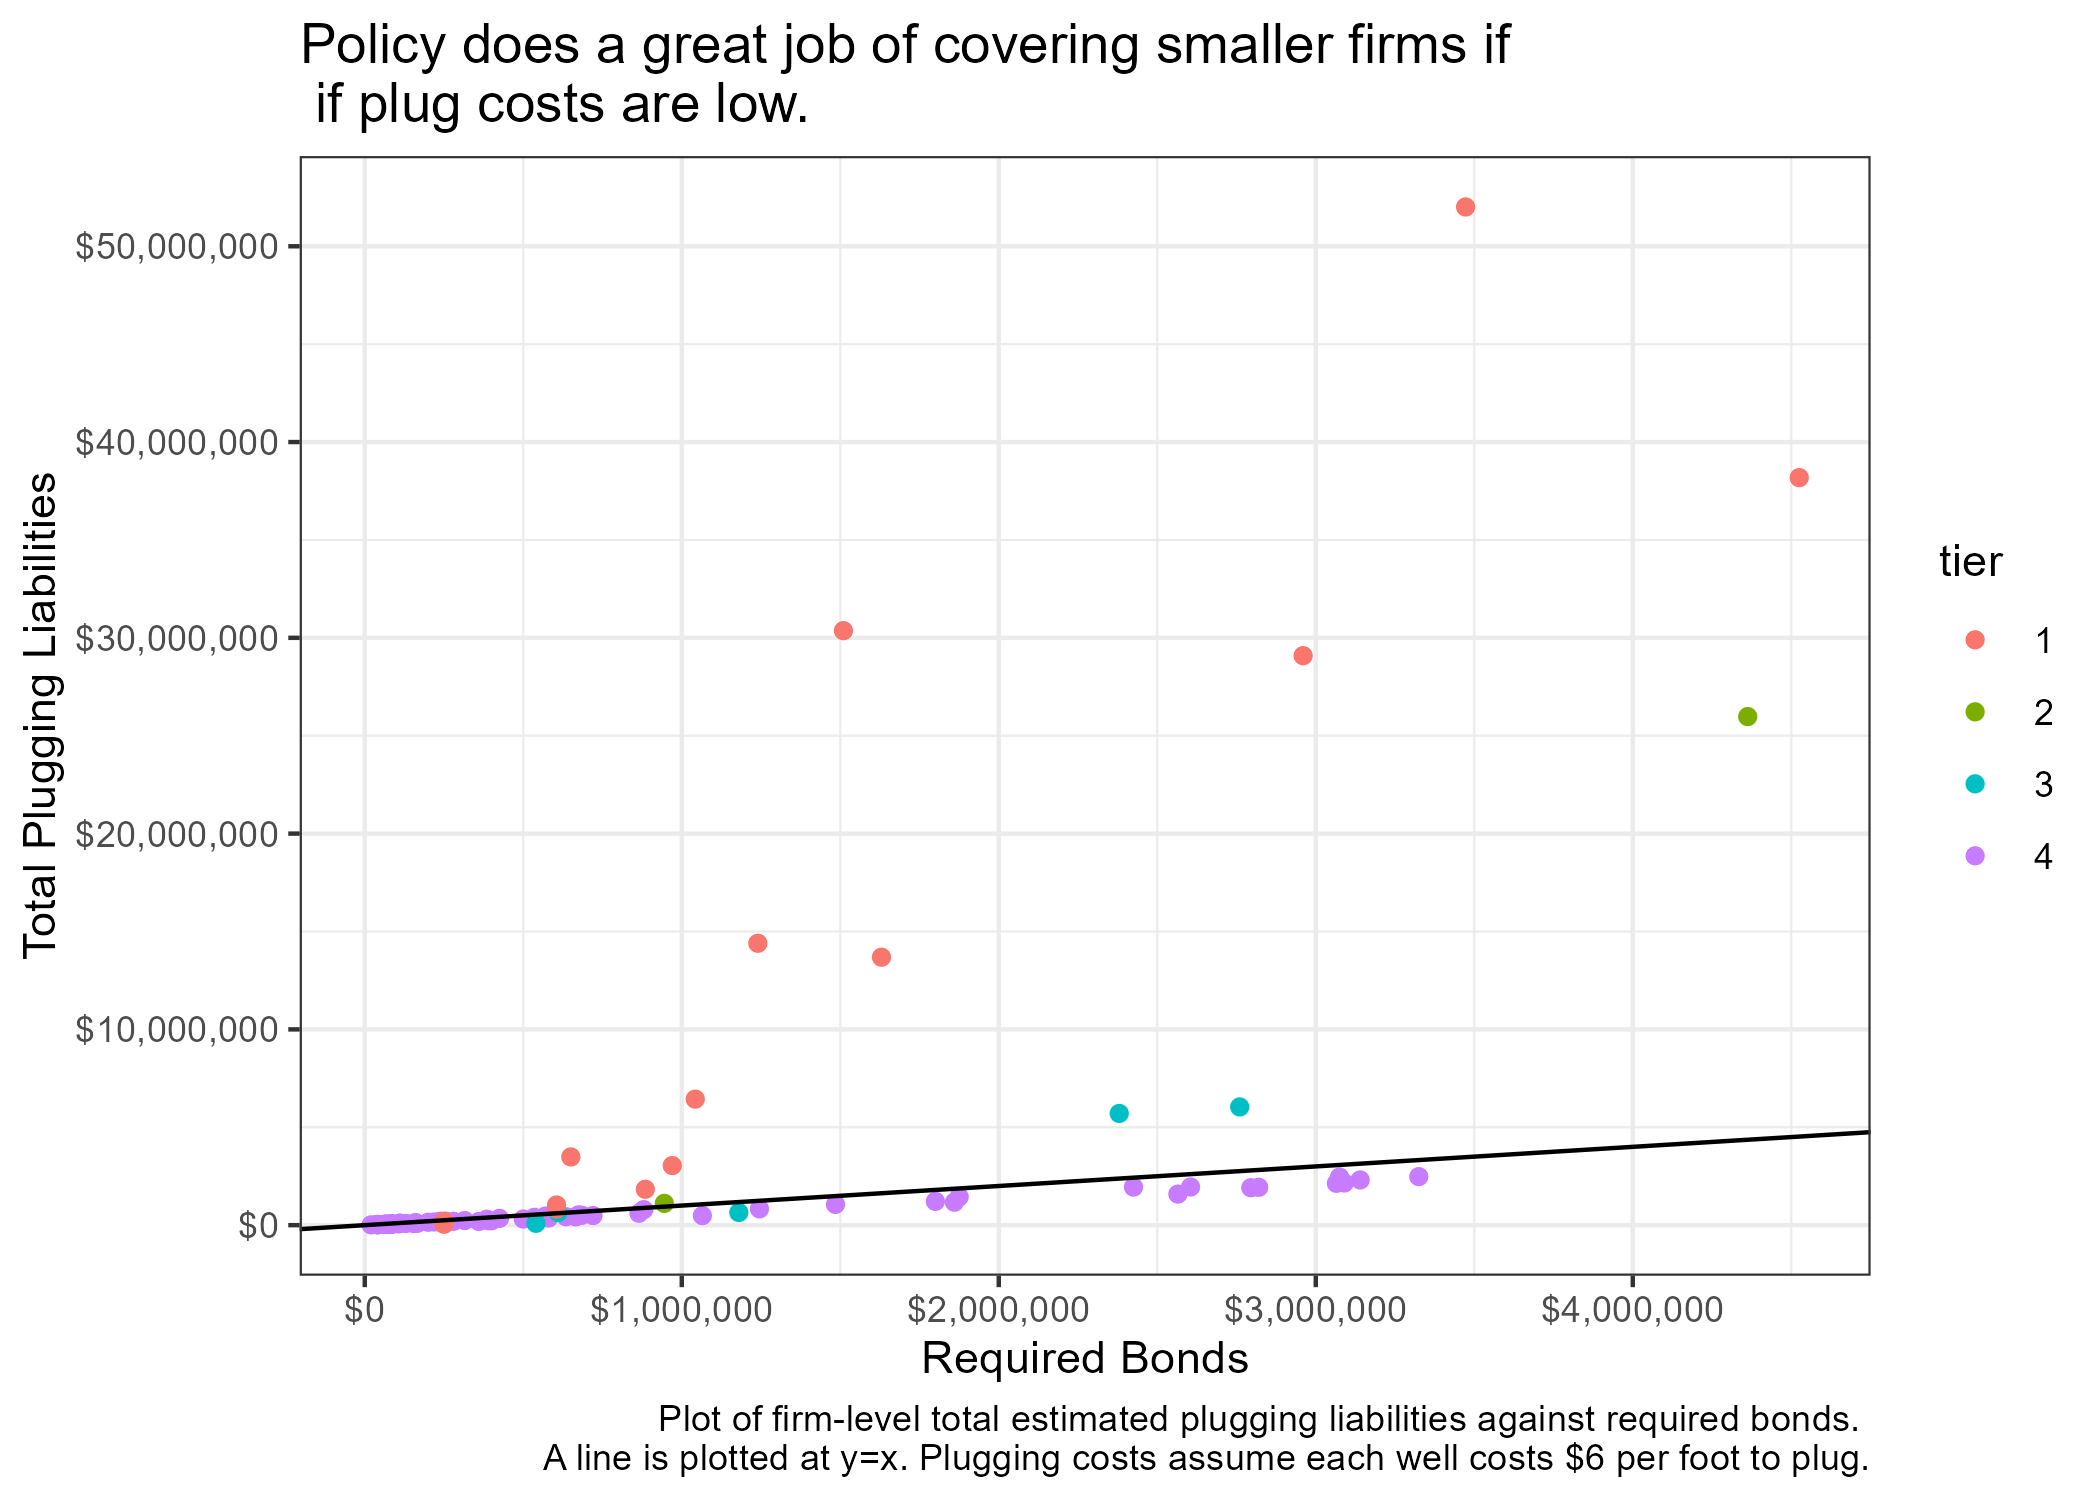 Policy does a great job of covering smaller firms if
if plug costs are low.
$50,000,000
$40,000,000
$30,000,000
$20,000,000
$10,000,000
$0
Total Plugging Liabilities
$0
$1,000,000
$2,000,000
$3,000,000
$4,000,000
Required Bonds
tier
1
2
3
4
Plot of firm-level total estimated plugging liabilities against required bonds.
A line is plotted at y=x. Plugging costs assume each well costs $6 per foot to plug.